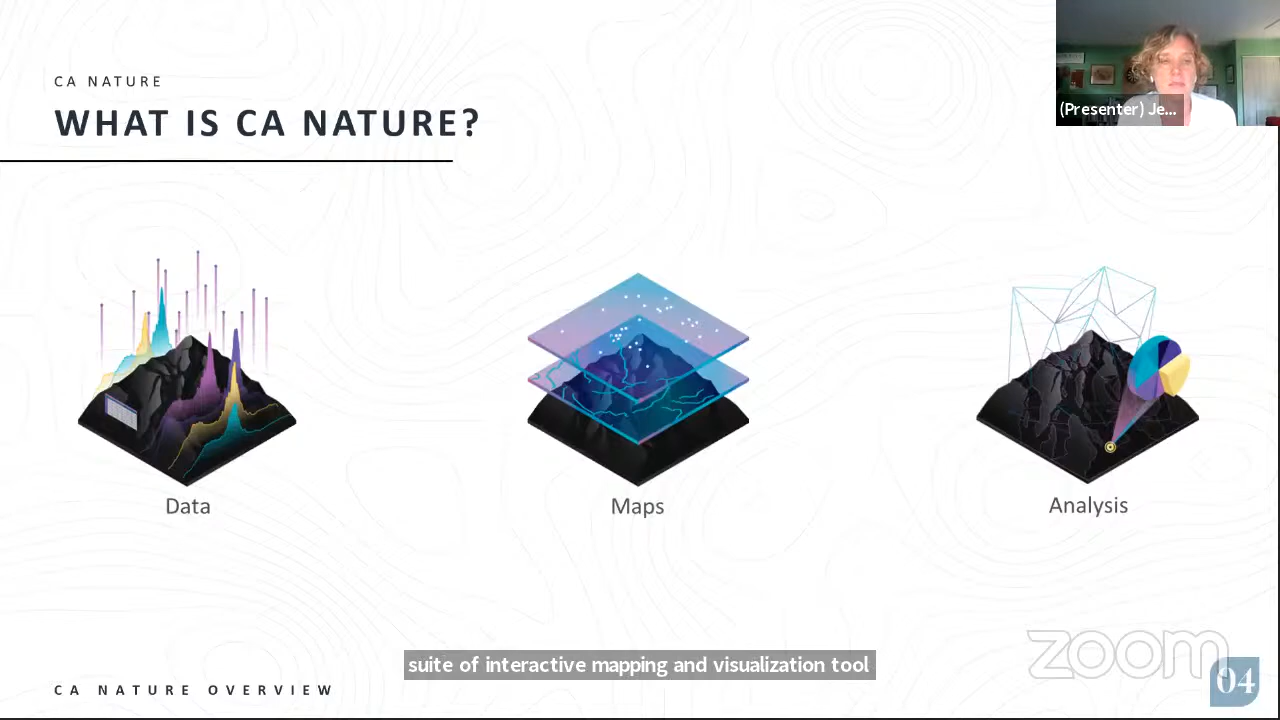 CA NATURE
WHAT IS CA NATURE?
(Presenter) Je...
Data
Maps
Analysis
suite of interactive mapping and visualization tool
zoom
CA NATURE OVERVIEW
04